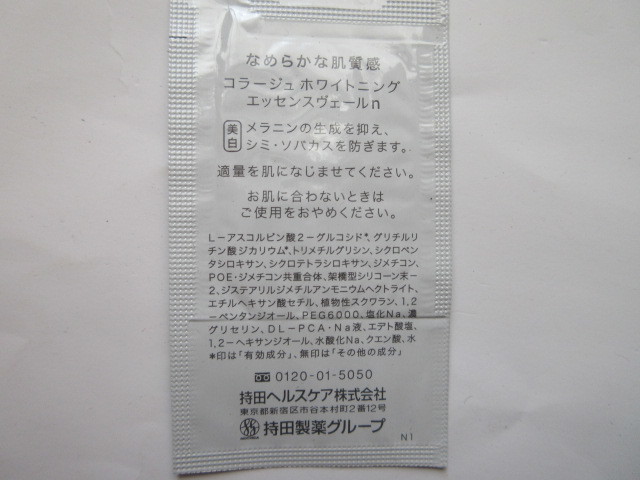 なめらかな肌質感
コラージュ ホワイトニング
エッセンスヴェールn
美白 メラニンの生成を抑え、
シミ・ソバカスを防ぎます。
適量を肌になじませてください。
お肌に合わないときは
ご使用をおやめください。
L-アスコルビン酸2-グルコシド*、グリチルリ
チン酸ジカリウム*、トリメチルグリシン、シクロペン
タシロキサン、シクロテトラシロキサン、ジメチコン、
POE・ジメチコン共重合体、架橋型シリコーン末-
2、ジステアリルジメチルアンモニウムヘクトライト、
エチルヘキサン酸セチル、植物性スクワラン、1,2
-ペンタンジオール、PEG6000、塩化Na、濃
グリセリン、DL-PCA・Na液、エデト酸塩、
1,2-ヘキサンジオール、水酸化Na、クエン酸、水
*印は「有効成分」、無印は「その他の成分」
0120-01-5050
持田ヘルスケア株式会社
東京都新宿区市谷本村町2番12号
持田製薬グループ
N1